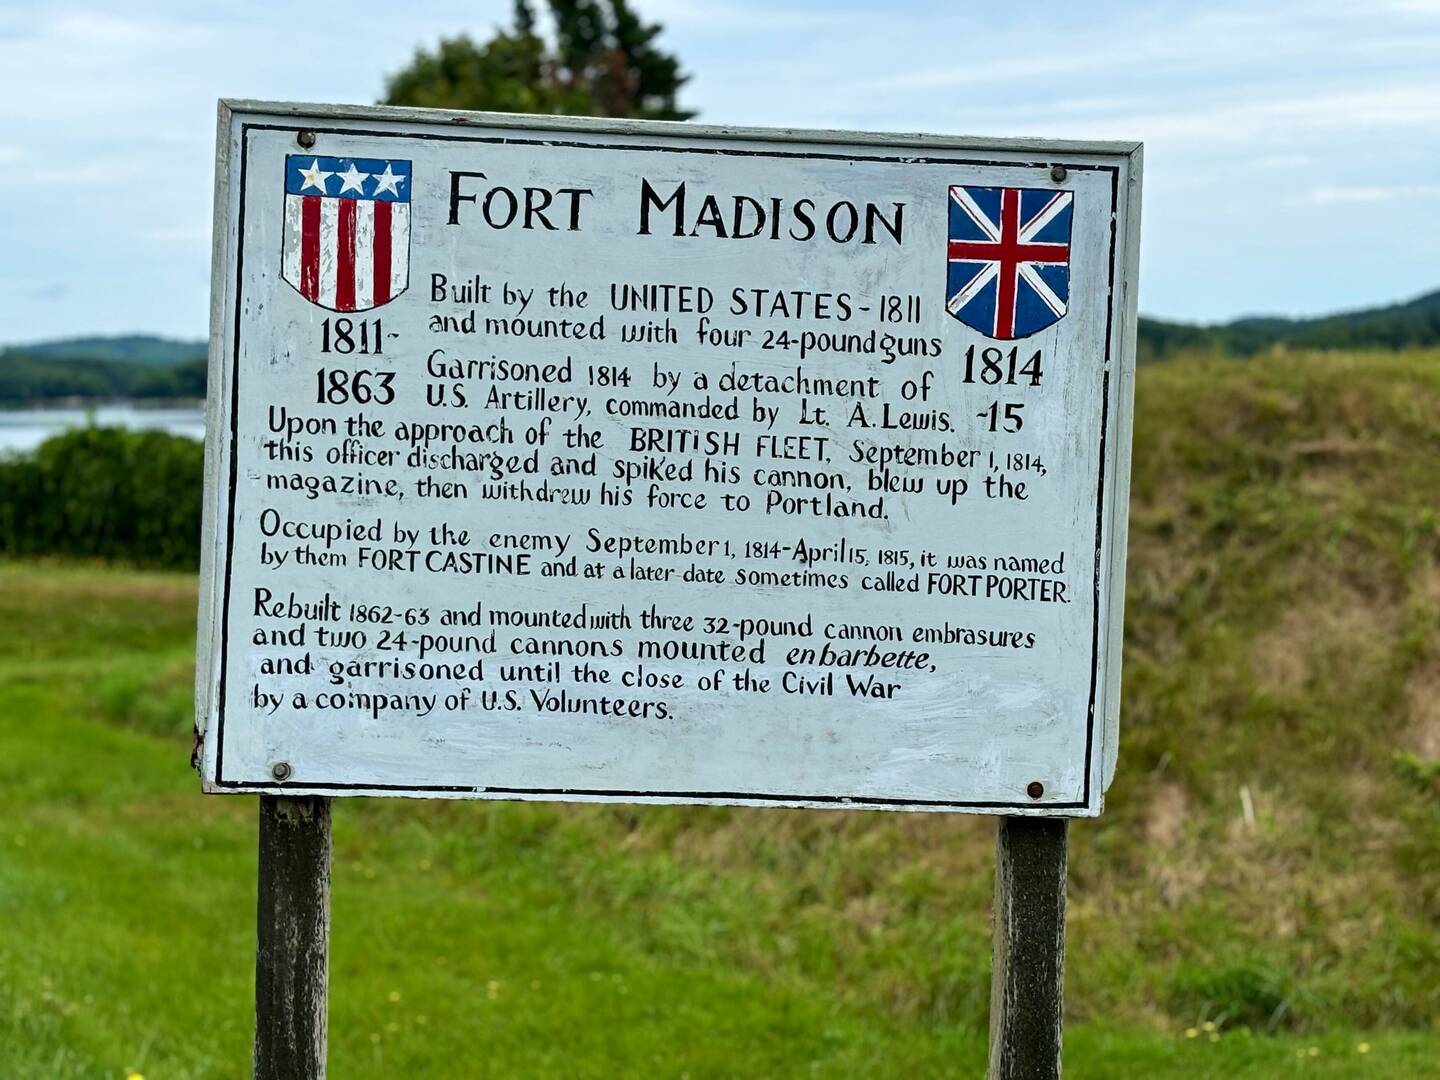 FORT MADISON
Built by the UNITED STATES - 1811
and mounted with four 24-pound guns
1811-
1863
1814
-15
Garrisoned 1814 by a detachment of
U.S. Artillery, commanded by Lt. A. Lewis.
Upon the approach of the BRITISH FLEET, September 1, 1814,
this officer discharged and spiked his cannon, blew up the
magazine, then withdrew his force to Portland.
Occupied by the enemy September 1, 1814-April 15, 1815, it was named
by them FORT CASTINE and at a later date sometimes called FORT PORTER.
Rebuilt 1862-63 and mounted with three 32-pound cannon embrasures
and two 24-pound cannons mounted en barbette,
and garrisoned until the close of the Civil War
by a company of U.S. Volunteers.